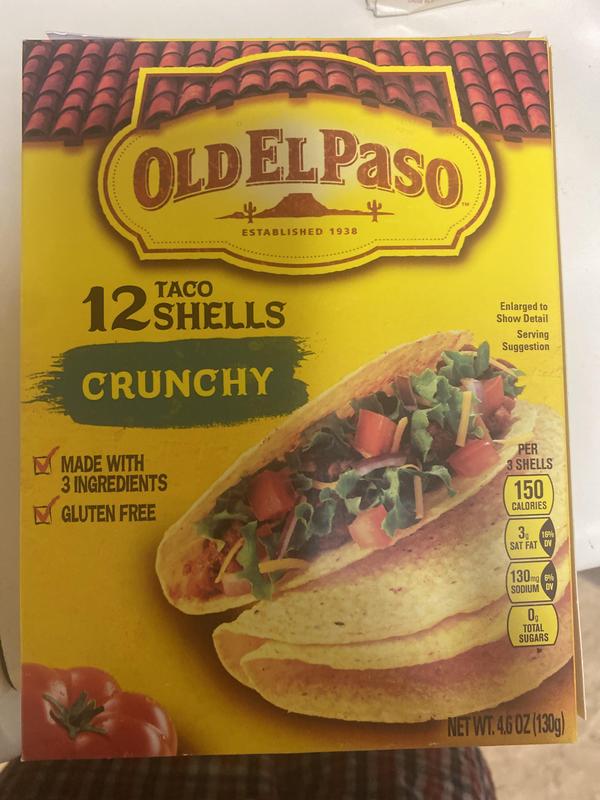 OLD EL PASO™
ESTABLISHED 1938
12 TACO
SHELLS
CRUNCHY
Enlarged to
Show Detail
Serving
Suggestion
MADE WITH
3 INGREDIENTS
GLUTEN FREE
PER
3 SHELLS
150
CALORIES
3g
SAT FAT
16%
DV
130mg
SODIUM
6%
DV
0g
TOTAL
SUGARS
NET WT. 4.6 OZ (130g)